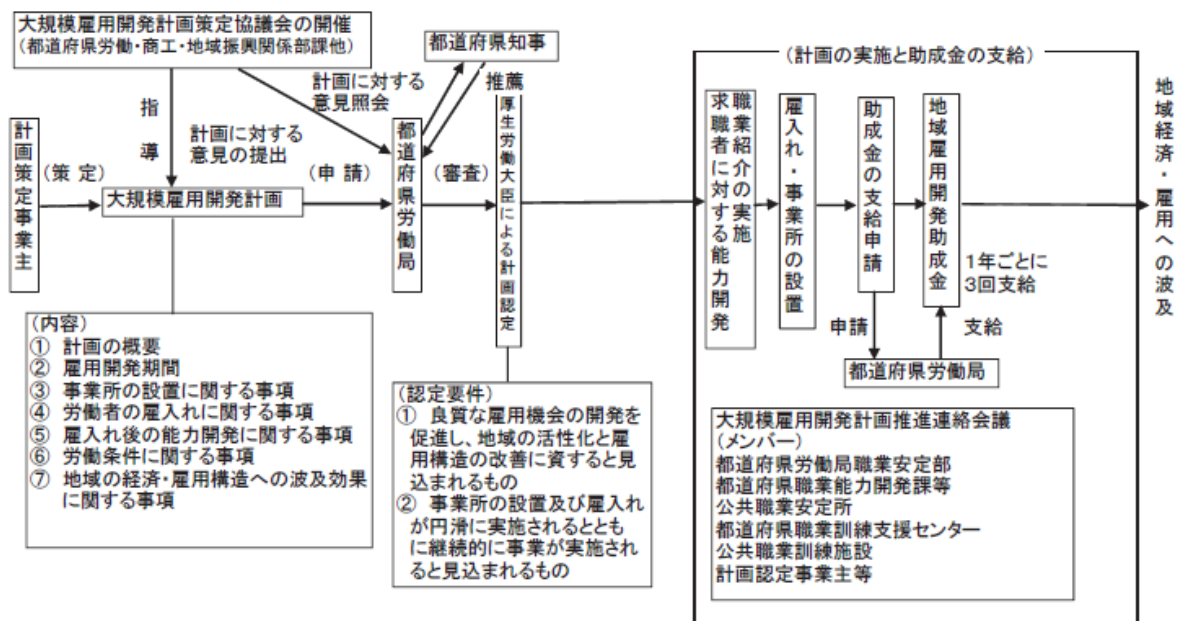 大規模雇用開発計画策定協議会の開催
(都道府県労働・商工・地域振興関係部課他)
都道府県知事
計画に対する
意見照会
推薦
指導
計画に対する
意見の提出
計画策定事業主
(策定)
大規模雇用開発計画
(申請)
都道府県労働局
(審査)
厚生労働大臣による計画認定
(内容)
① 計画の概要
② 雇用開発期間
③ 事業所の設置に関する事項
④ 労働者の雇入れに関する事項
⑤ 雇入れ後の能力開発に関する事項
⑥ 労働条件に関する事項
⑦ 地域の経済・雇用構造への波及効果
に関する事項
(認定要件)
① 良質な雇用機会の開発を
促進し、地域の活性化と雇
用構造の改善に資すると見
込まれるもの
② 事業所の設置及び雇入れ
が円滑に実施されるととも
に継続的に事業が実施され
ると見込まれるもの
(計画の実施と助成金の支給)
職業紹介の実施
求職者に対する能力開発
雇入れ・事業所の設置
助成金の支給申請
地域雇用開発助成金
1年ごとに
3回支給
申請
支給
都道府県労働局
大規模雇用開発計画推進連絡会議
(メンバー)
都道府県労働局職業安定部
都道府県職業能力開発課等
公共職業安定所
都道府県職業訓練支援センター
公共職業訓練施設
計画認定事業主等
地域経済・雇用への波及